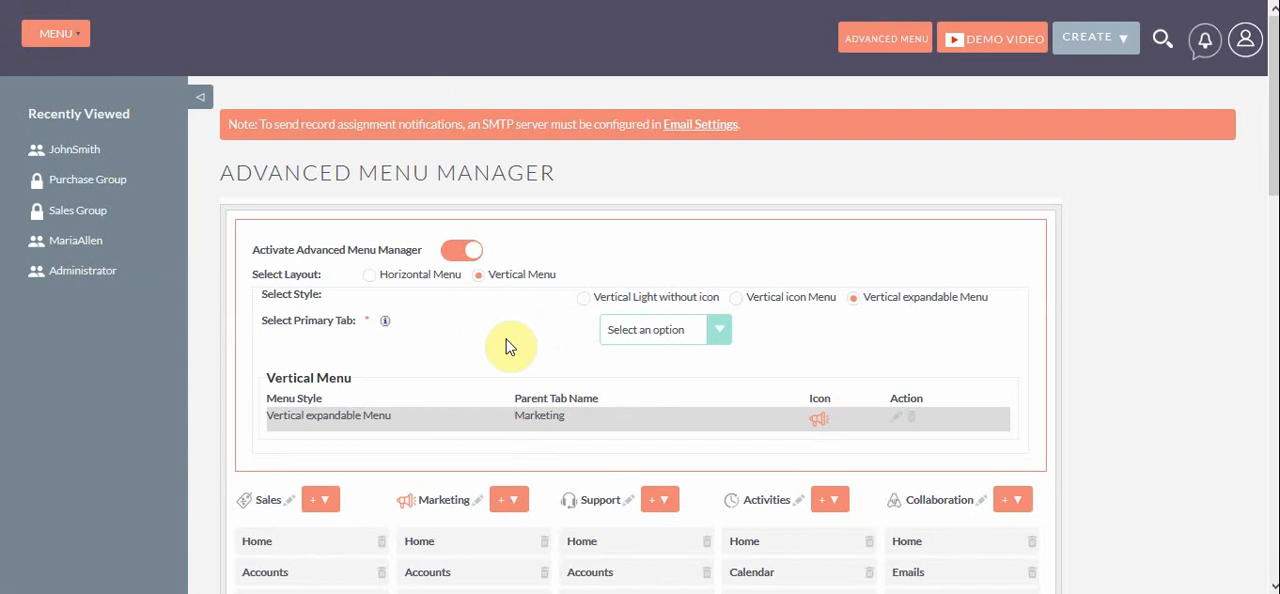 MENU
ADVANCED MENU DEMO VIDEO CREATE
Recently Viewed
JohnSmith
Purchase Group
Sales Group
MariaAllen
Administrator
Note: To send record assignment notifications, an SMTP server must be configured in Email Settings.
ADVANCED MENU MANAGER
Activate Advanced Menu Manager
Select Layout: Horizontal Menu Vertical Menu
Select Style: Vertical Light without icon Vertical icon Menu Vertical expandable Menu
Select Primary Tab: * Select an option
Vertical Menu
Menu Style Parent Tab Name Icon Action
Vertical expandable Menu Marketing
Sales + Marketing + Support + Activities + Collaboration +
Home Home Home Home Home
Accounts Accounts Accounts Calendar Emails